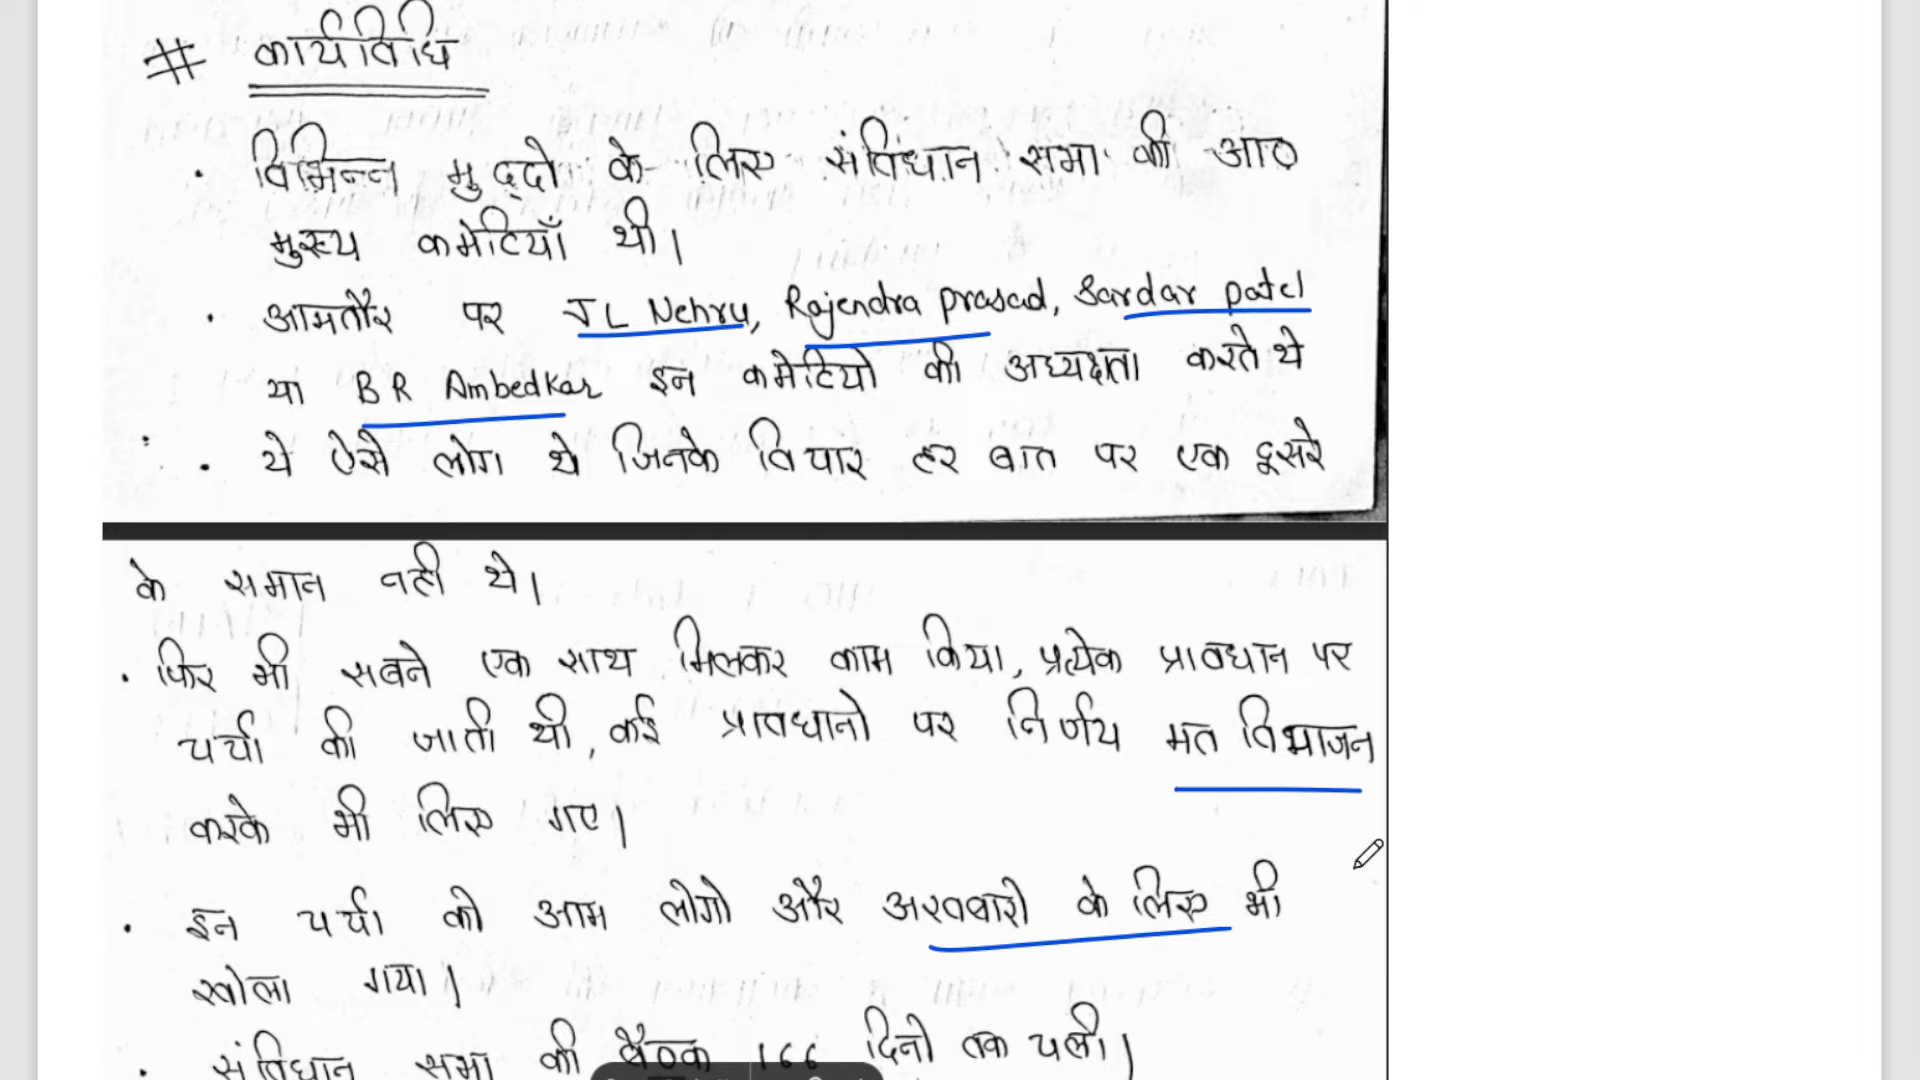 # कार्यविधि
· विभिन्न मुद्दो के लिए संविधान सभा की आठ
मुख्य कमेटियाँ थी।
· आमतौर पर JL Nehru, Rajendra prasad, Sardar patel
या BR Ambedkar इन कमेटियो की अध्यक्षता करते थे
· ये ऐसे लोग थे जिनके विचार हर बात पर एक दूसरे
के समान नही थे।
· फिर भी सबने एक साथ मिलकर काम किया, प्रत्येक प्रावधान पर
चर्चा की जाती थी, कई प्रावधानो पर निर्णय मत विभाजन
करके भी लिए गए।
· इन चर्चा को आम लोगो और अखबारो के लिए भी
खोला गया।
· संविधान सभा की बैठक 166 दिनो तक चली।